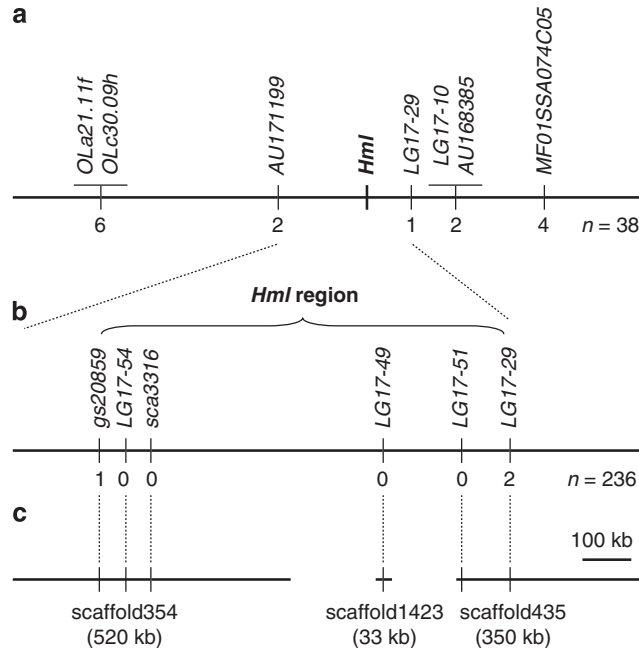 a
OLa21.11f
OLc30.09h
AU171199
Hml
LG17-29
LG17-10
AU168385
MF01SSA074C05
6
2
1
2
4
n = 38
Hml region
b
gs20859
LG17-54
sca3316
LG17-49
LG17-51
LG17-29
1
0
0
0
0
2
n = 236
c
100 kb
scaffold354
(520 kb)
scaffold1423
(33 kb)
scaffold435
(350 kb)